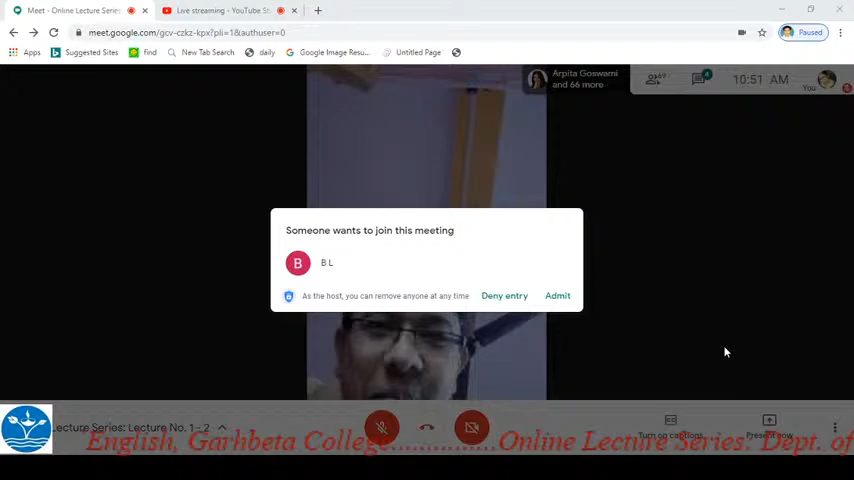 Meet - Online Lecture Series:
Live streaming - YouTube St
meet.google.com/gcv-czkz-kpx?pli=1&authuser=0
Paused
Apps
Suggested Sites
find
New Tab Search
daily
Google Image Resu...
Untitled Page
Arpita Goswami
and 66 more
4
10:51 AM
You
Someone wants to join this meeting
B
B L
As the host, you can remove anyone at any time
Deny entry
Admit
Lecture Series: Lecture No. 1 - 2
Turn on captions
Present now
English, Garhbeta College
Online Lecture Series: Dept. of